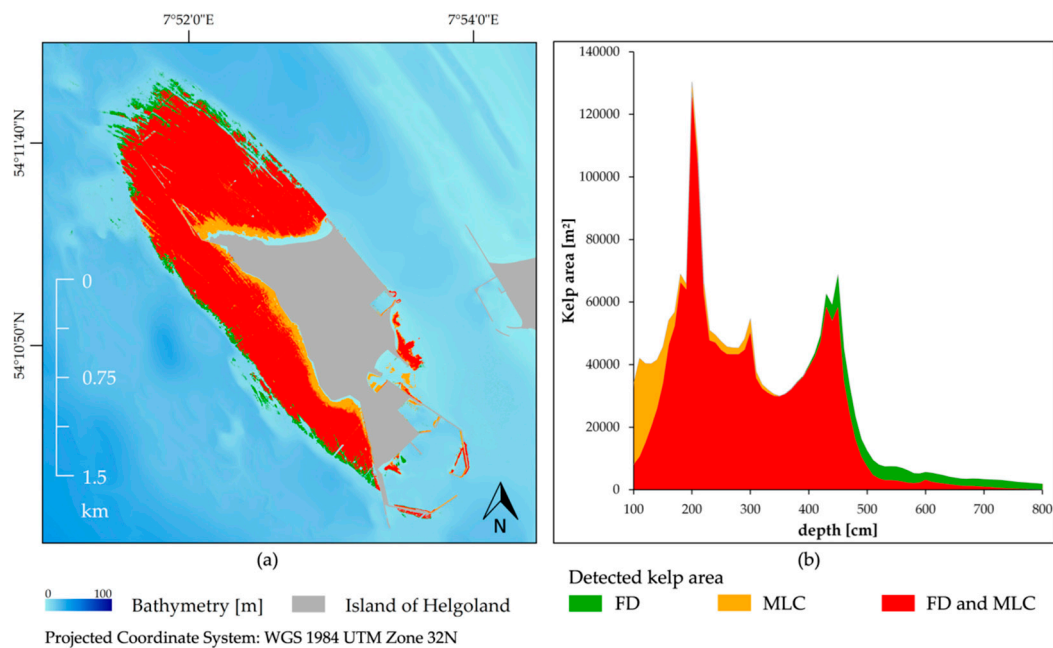 7°52'0"E
7°54'0"E
54°11'40"N
54°10'50"N
0
0.75
1.5
km
N
(a)
140000
120000
100000
80000
60000
40000
20000
0
Kelp area [m²]
100 200 300 400 500 600 700 800
depth [cm]
(b)
0 100
Bathymetry [m]
Island of Helgoland
Projected Coordinate System: WGS 1984 UTM Zone 32N
Detected kelp area
FD
MLC
FD and MLC